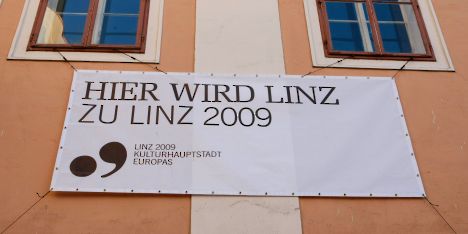 HIER WIRD LINZ
ZU LINZ 2009
LINZ 2009
KULTURHAUPTSTADT
EUROPAS